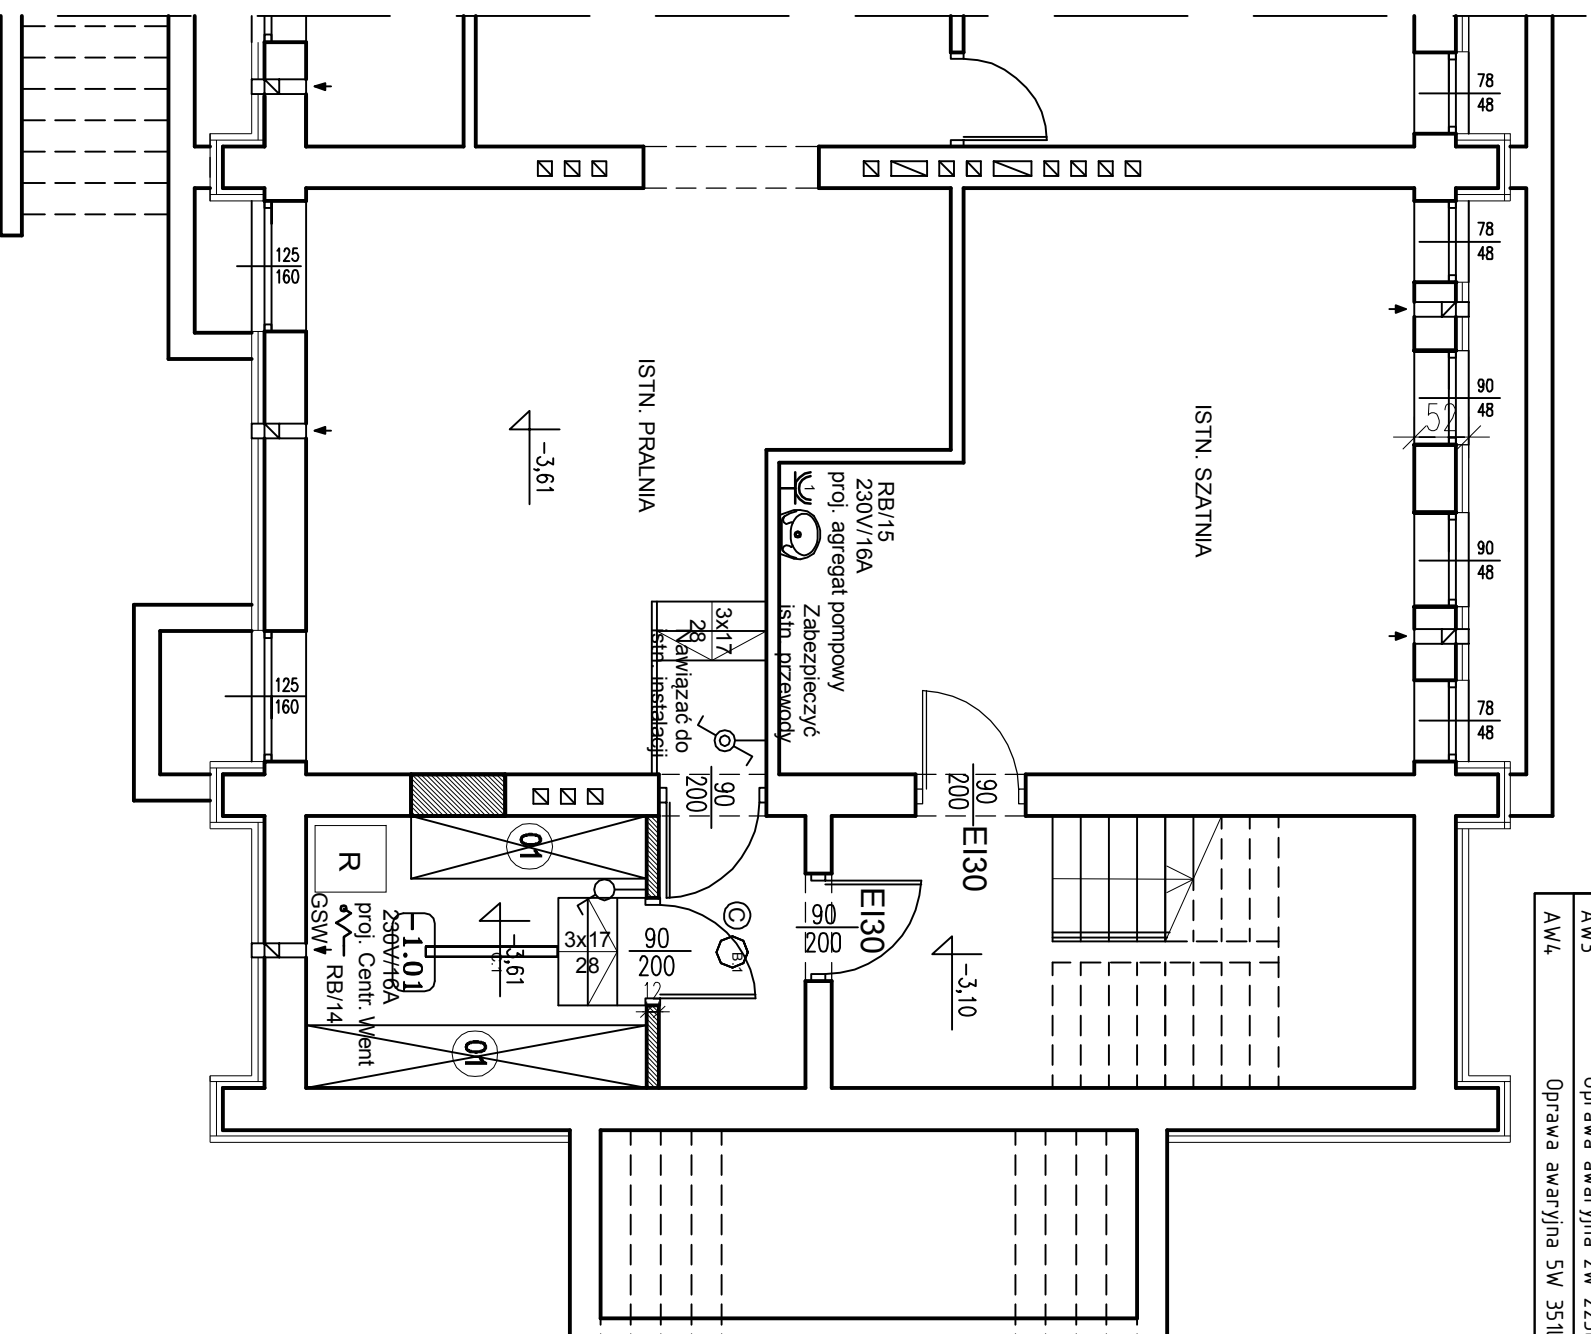 78
48
78
48
125
160
90
48
52
ISTN. PRALNIA
ISTN. SZATNIA
-3,61
RB/15
230V/16A
proj. agregat pompowy
1
90
48
Zabezpieczyć
istn. przewody
3x17
28
Nawiązać do
istn. instalacji
125
160
78
48
90
200
90
200
EI30
01
R
EI30
90
200
C
B.1
90
200
12
3x17
28
-3,61
-3,10
-1.01
GSW
RB/14
proj. Centr. Went
230V/16A
01
AW4
Oprawa awaryjna 5W